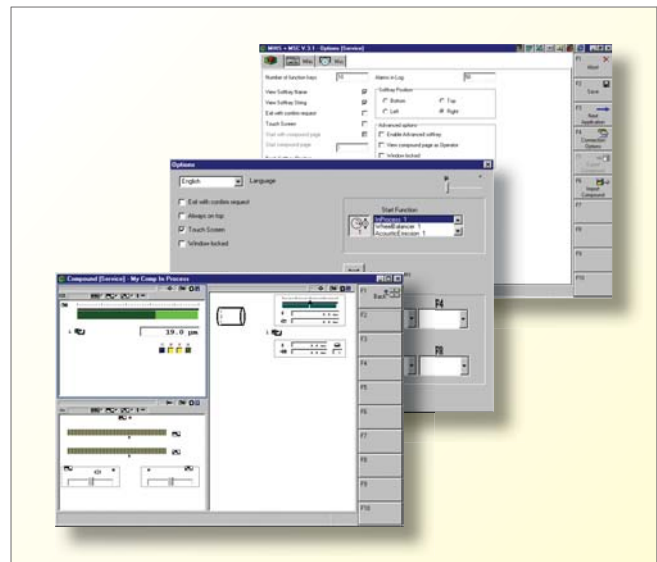 MHIS + MSC V 3.1 - Options (Service)
Misc
Number of function keys
Alarms in Log
View Softkey Name
View Softkey String
Exit with confirm request
Touch Screen
Start with compound page
Start compound page
Softkey Position
Bottom
Top
Left
Right
Advanced options
Enable Advanced softkey
View compound page as Operator
Window locked
F1
Abort
F2
Save
F3
Next
Application
F4
Connection
Options
F5
Export
Compound
F6
Import
Compound
F7
F8
F9
F10
Options
English
Language
Exit with confirm request
Always on top
Touch Screen
Window locked
Start Function
InProcess 1
WheelBalancer 1
AcousticEmission 1
F4
F8
Compound (Service) - My Comp In Process
19.0 µm
F1
Back
F2
F3
F4
F5
F6
F7
F8
F9
F10